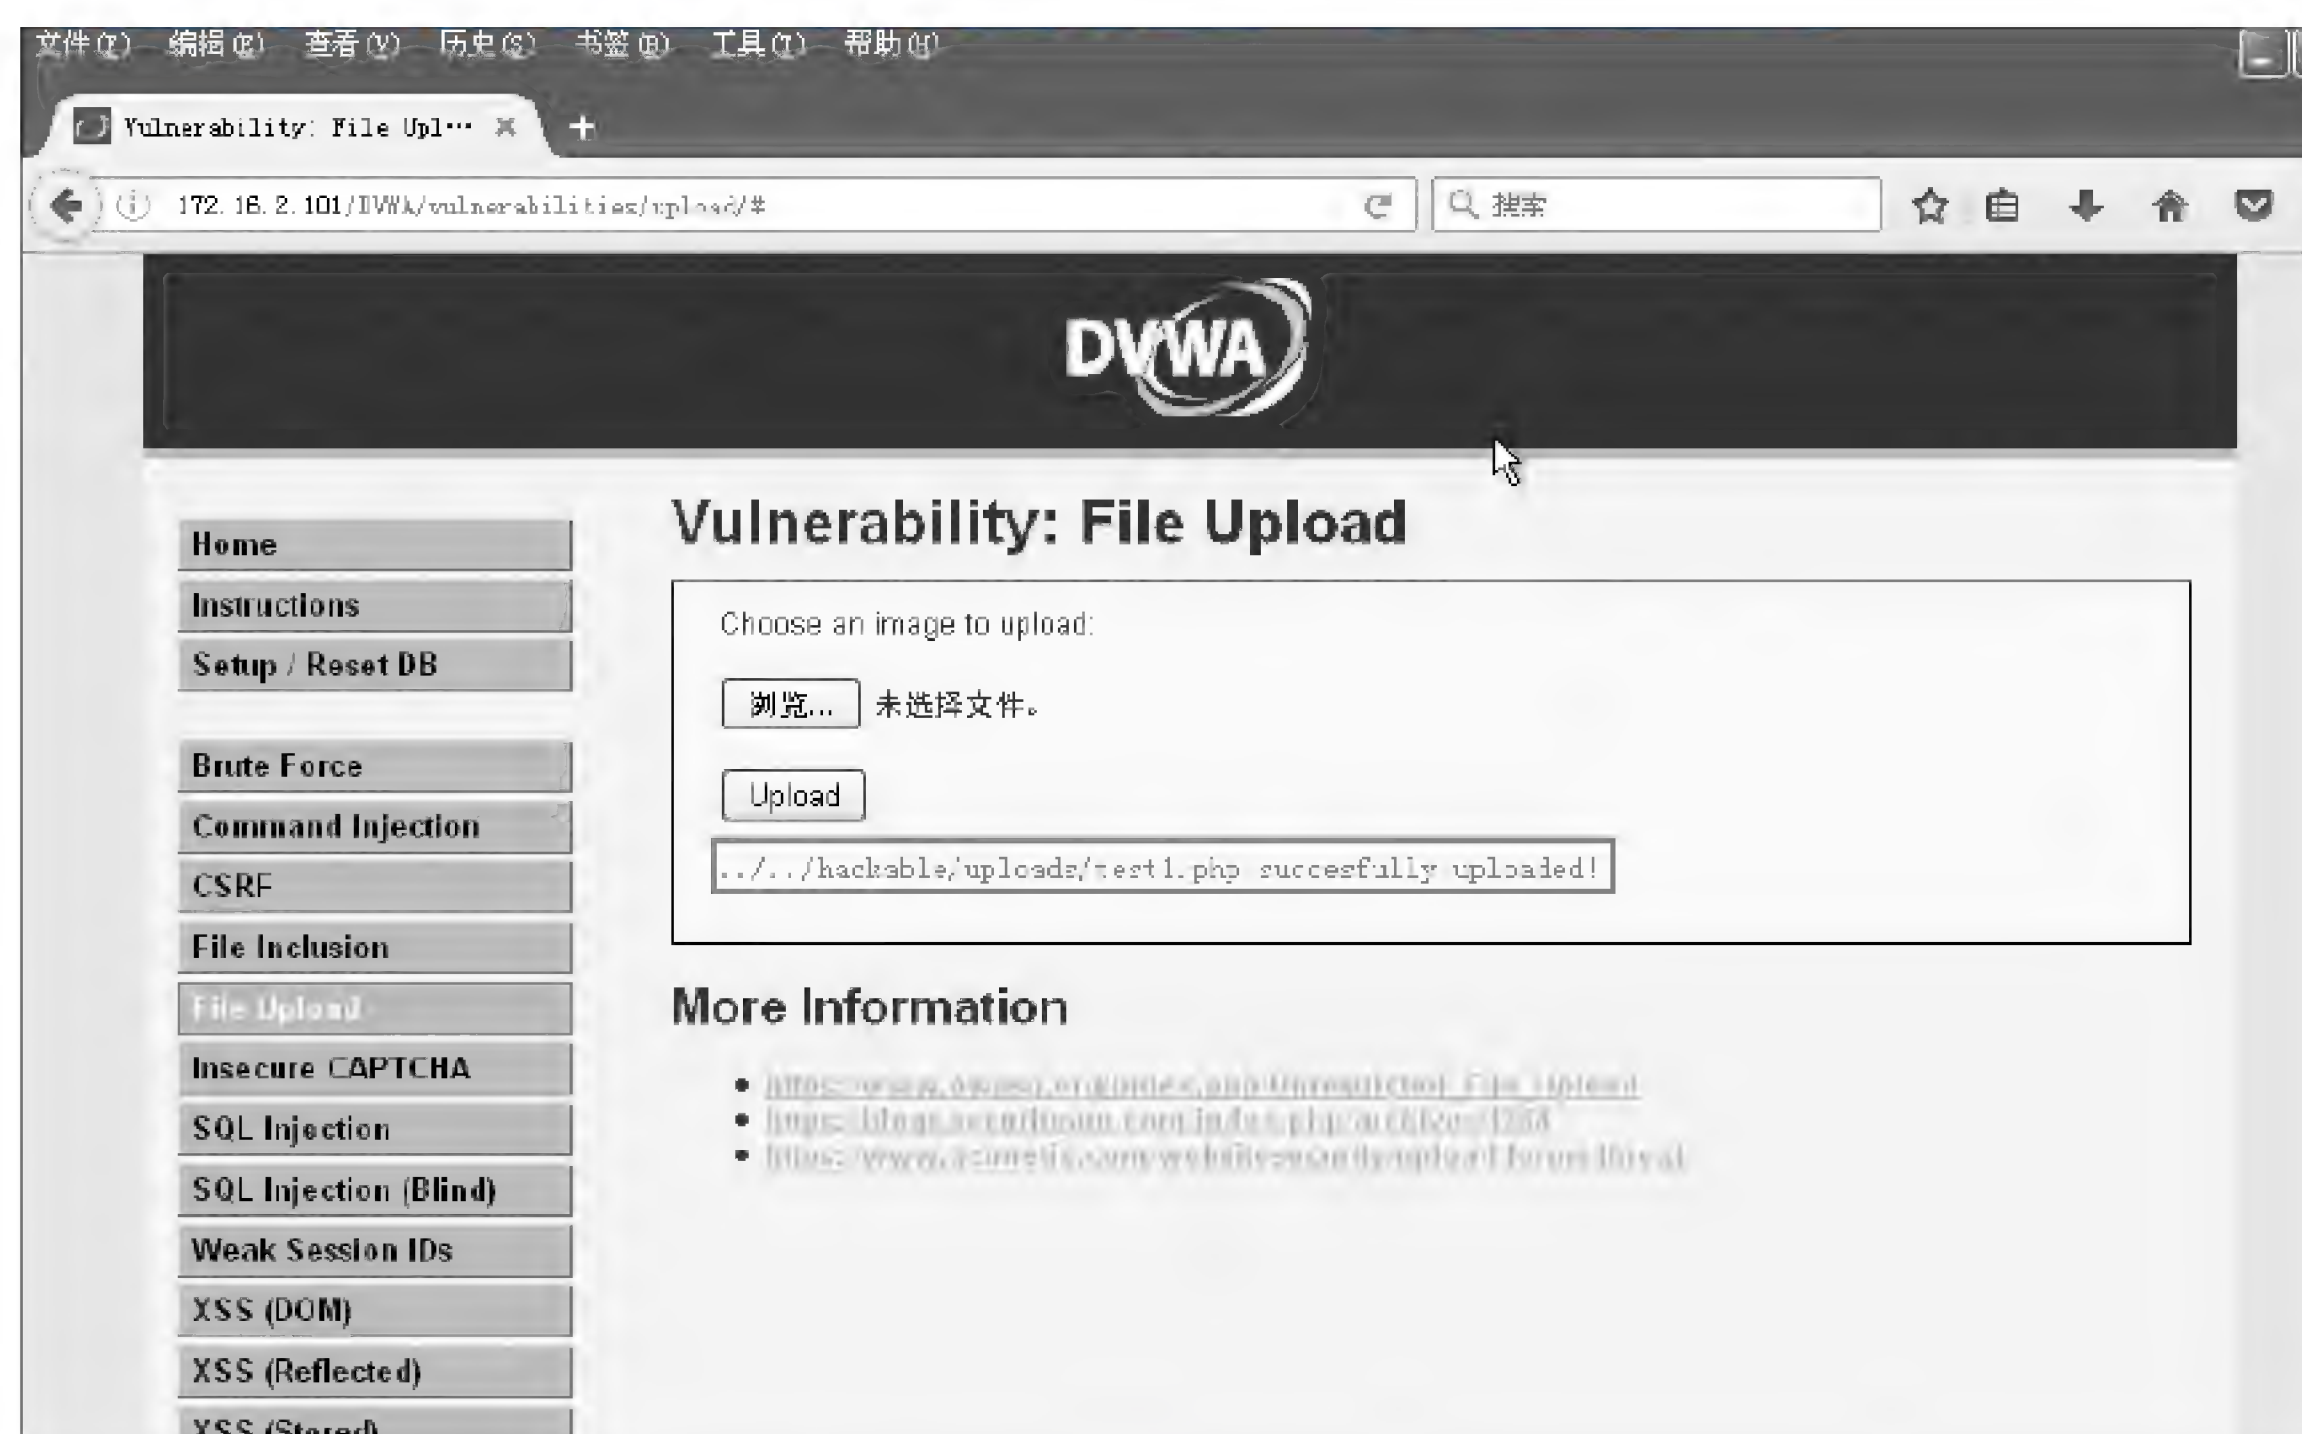 文件(F) 编辑(E) 查看(V) 历史(S) 书签(B) 工具(T) 帮助(H)
Vulnerability: File Upl...
172.16.2.101/DVWA/vulnerabilities/upload/#
搜索
DVWA
Home
Instructions
Setup / Reset DB
Brute Force
Command Injection
CSRF
File Inclusion
File Upload
Insecure CAPTCHA
SQL Injection
SQL Injection (Blind)
Weak Session IDs
XSS (DOM)
XSS (Reflected)
XSS (Stored)
Vulnerability: File Upload
Choose an image to upload:
浏览... 未选择文件。
Upload
../../hackable/uploads/test1.php succesfully uploaded!
More Information